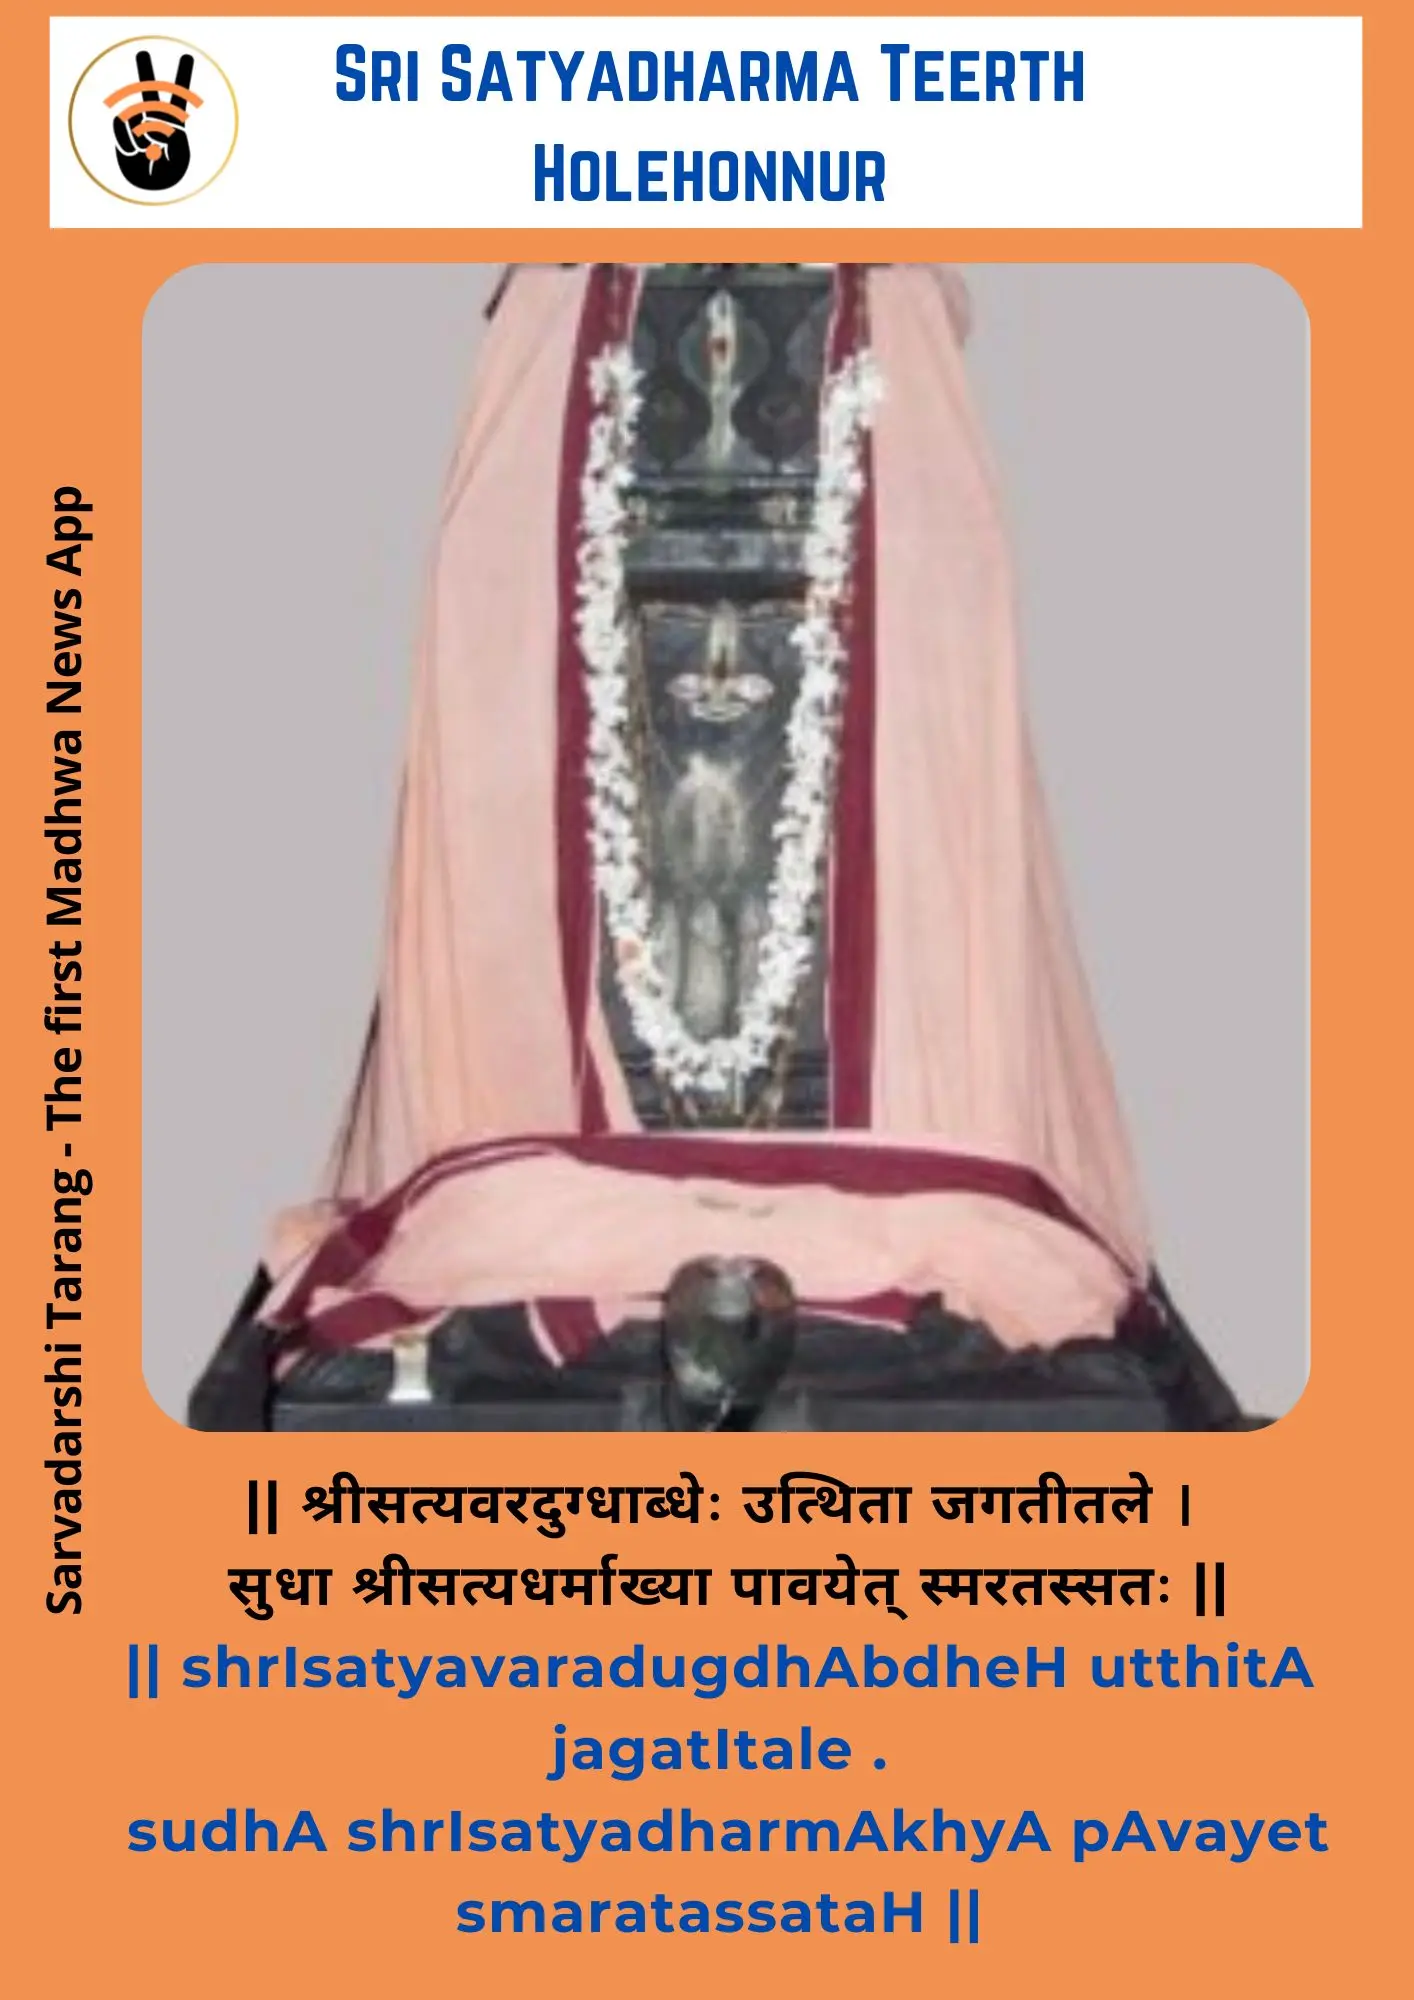 Sri Satyadharma Teerth
Holehonnur
Sarvadarshi Tarang - The first Madhwa News App
|| श्रीसत्यवरदुग्धाब्धेः उत्थिता जगतीतले ।
सुधा श्रीसत्यधर्माख्या पावयेत् स्मरतस्सतः ||
|| shrIsatyavaradugdhAbdheH utthitA
jagatItale .
sudhA shrIsatyadharmAkhyA pAvayet
smaratassataH ||